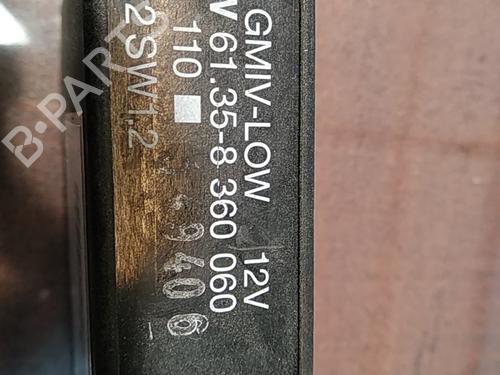 GMIV-LOW 12V
W 61.35-8 360 060
110
2SW1,2
9406
B-PARTS